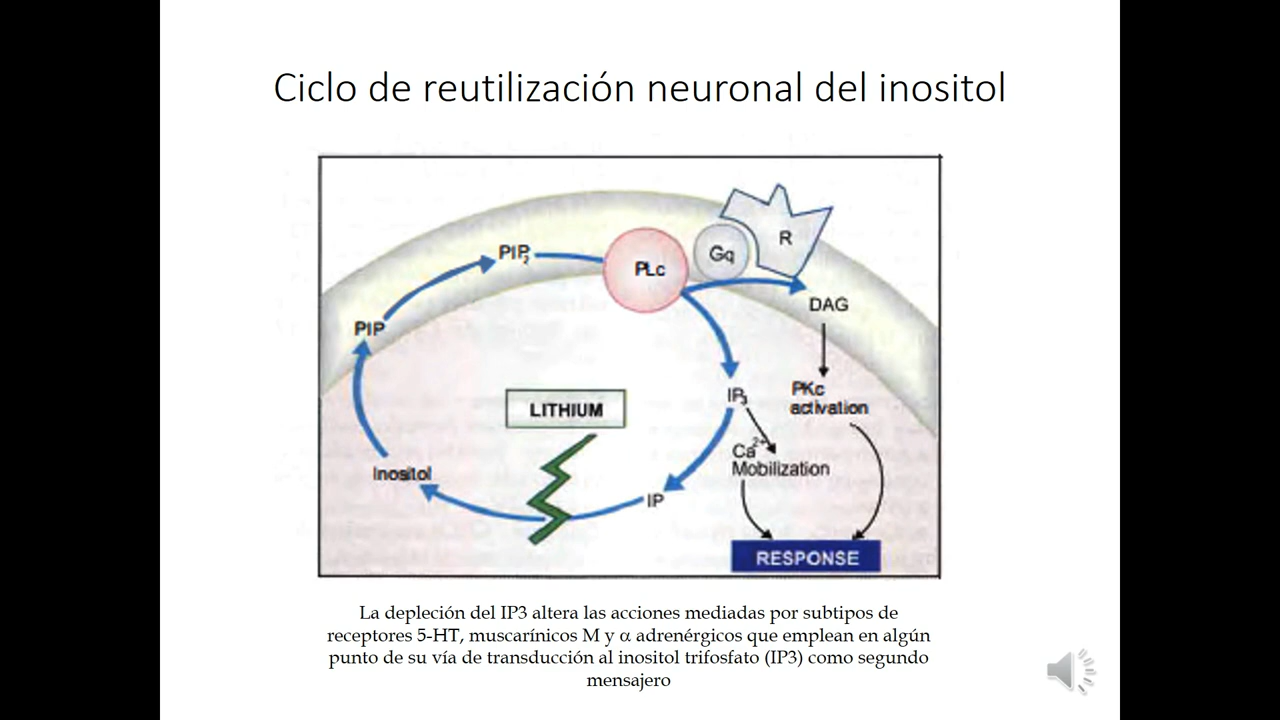 Ciclo de reutilización neuronal del inositol
PIP2
PLc
Gq
R
DAG
PIP
IP3
PKc
activation
LITHIUM
Ca2+
Mobilization
Inositol
IP
RESPONSE
La depleción del IP3 altera las acciones mediadas por subtipos de
receptores 5-HT, muscarínicos M y α adrenérgicos que emplean en algún
punto de su vía de transducción al inositol trifosfato (IP3) como segundo
mensajero